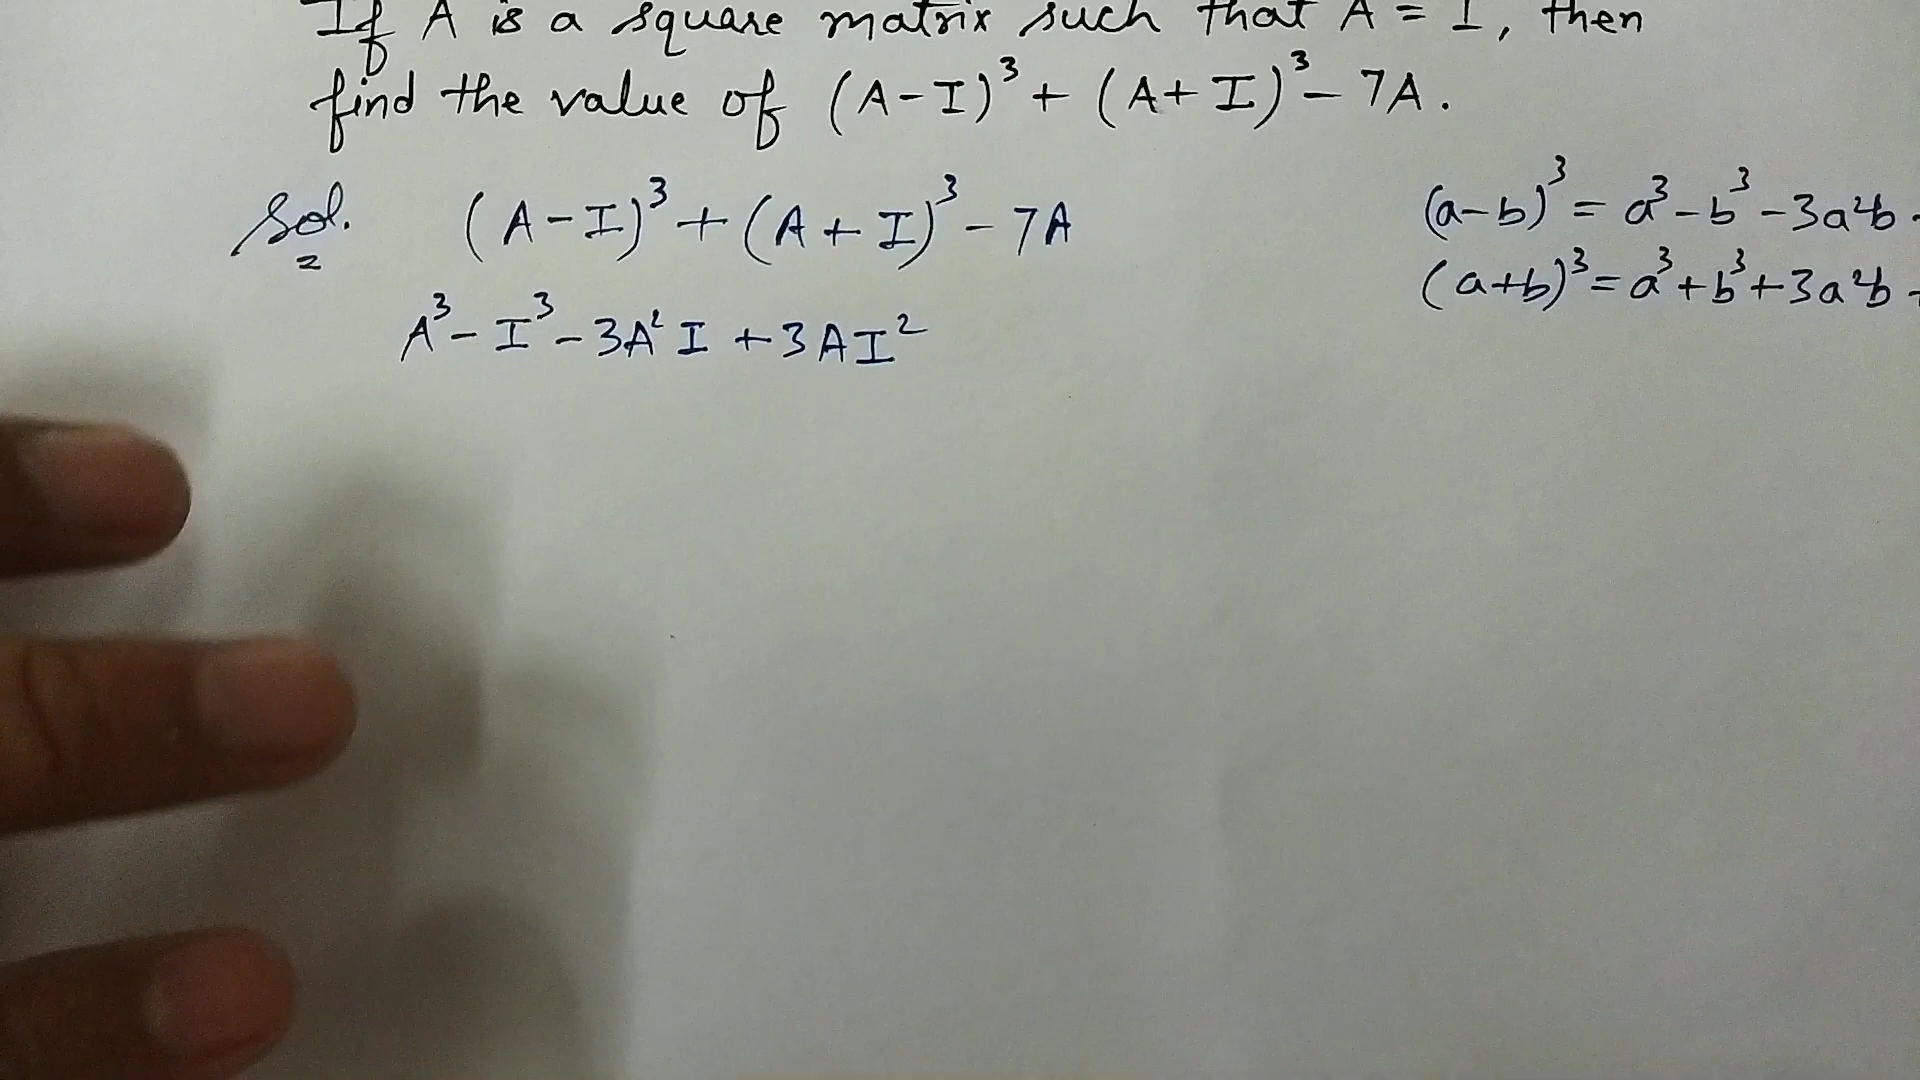 If A is a square matrix such that A = I, then
find the value of (A-I)³ + (A+I)³ - 7A.
Sol. (A-I)³ + (A+I)³ - 7A
(a-b)³ = a³-b³-3a²b
(a+b)³ = a³+b³+3a²b
A³ - I³ - 3A²I + 3AI²